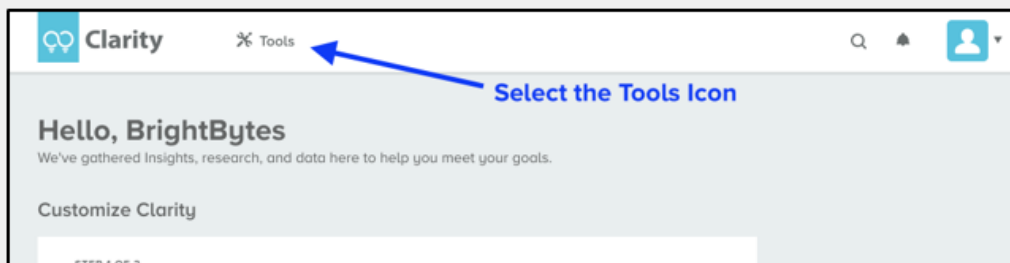 Clarity
Tools
Select the Tools Icon
Hello, BrightBytes
We've gathered Insights, research, and data here to help you meet your goals.
Customize Clarity